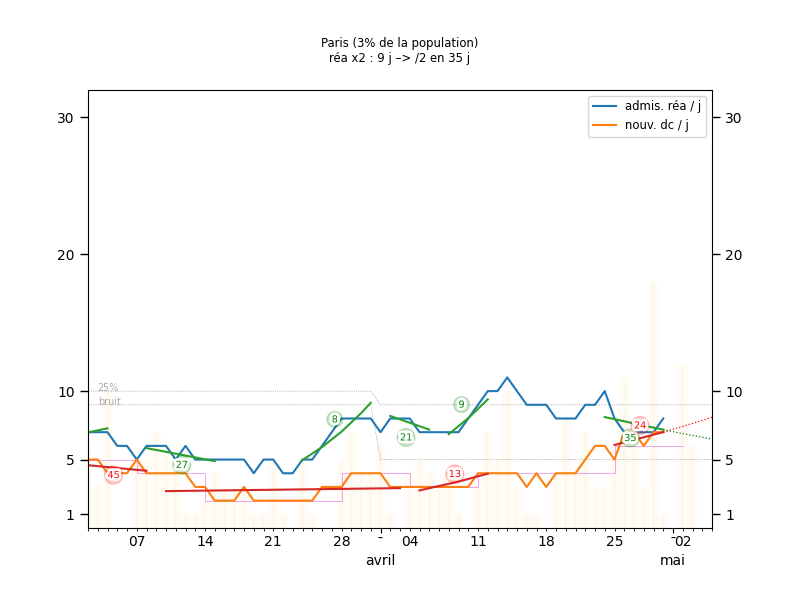 Paris (3% de la population)
réa x2 : 9 j –> /2 en 35 j
admis. réa / j
nouv. dc / j
30 30
20 20
10 10
5 5
1 1
25%
bruit
45
27
8
21
9
13
24
35
07 14 21 28 - 04 11 18 25 - 02
avril mai